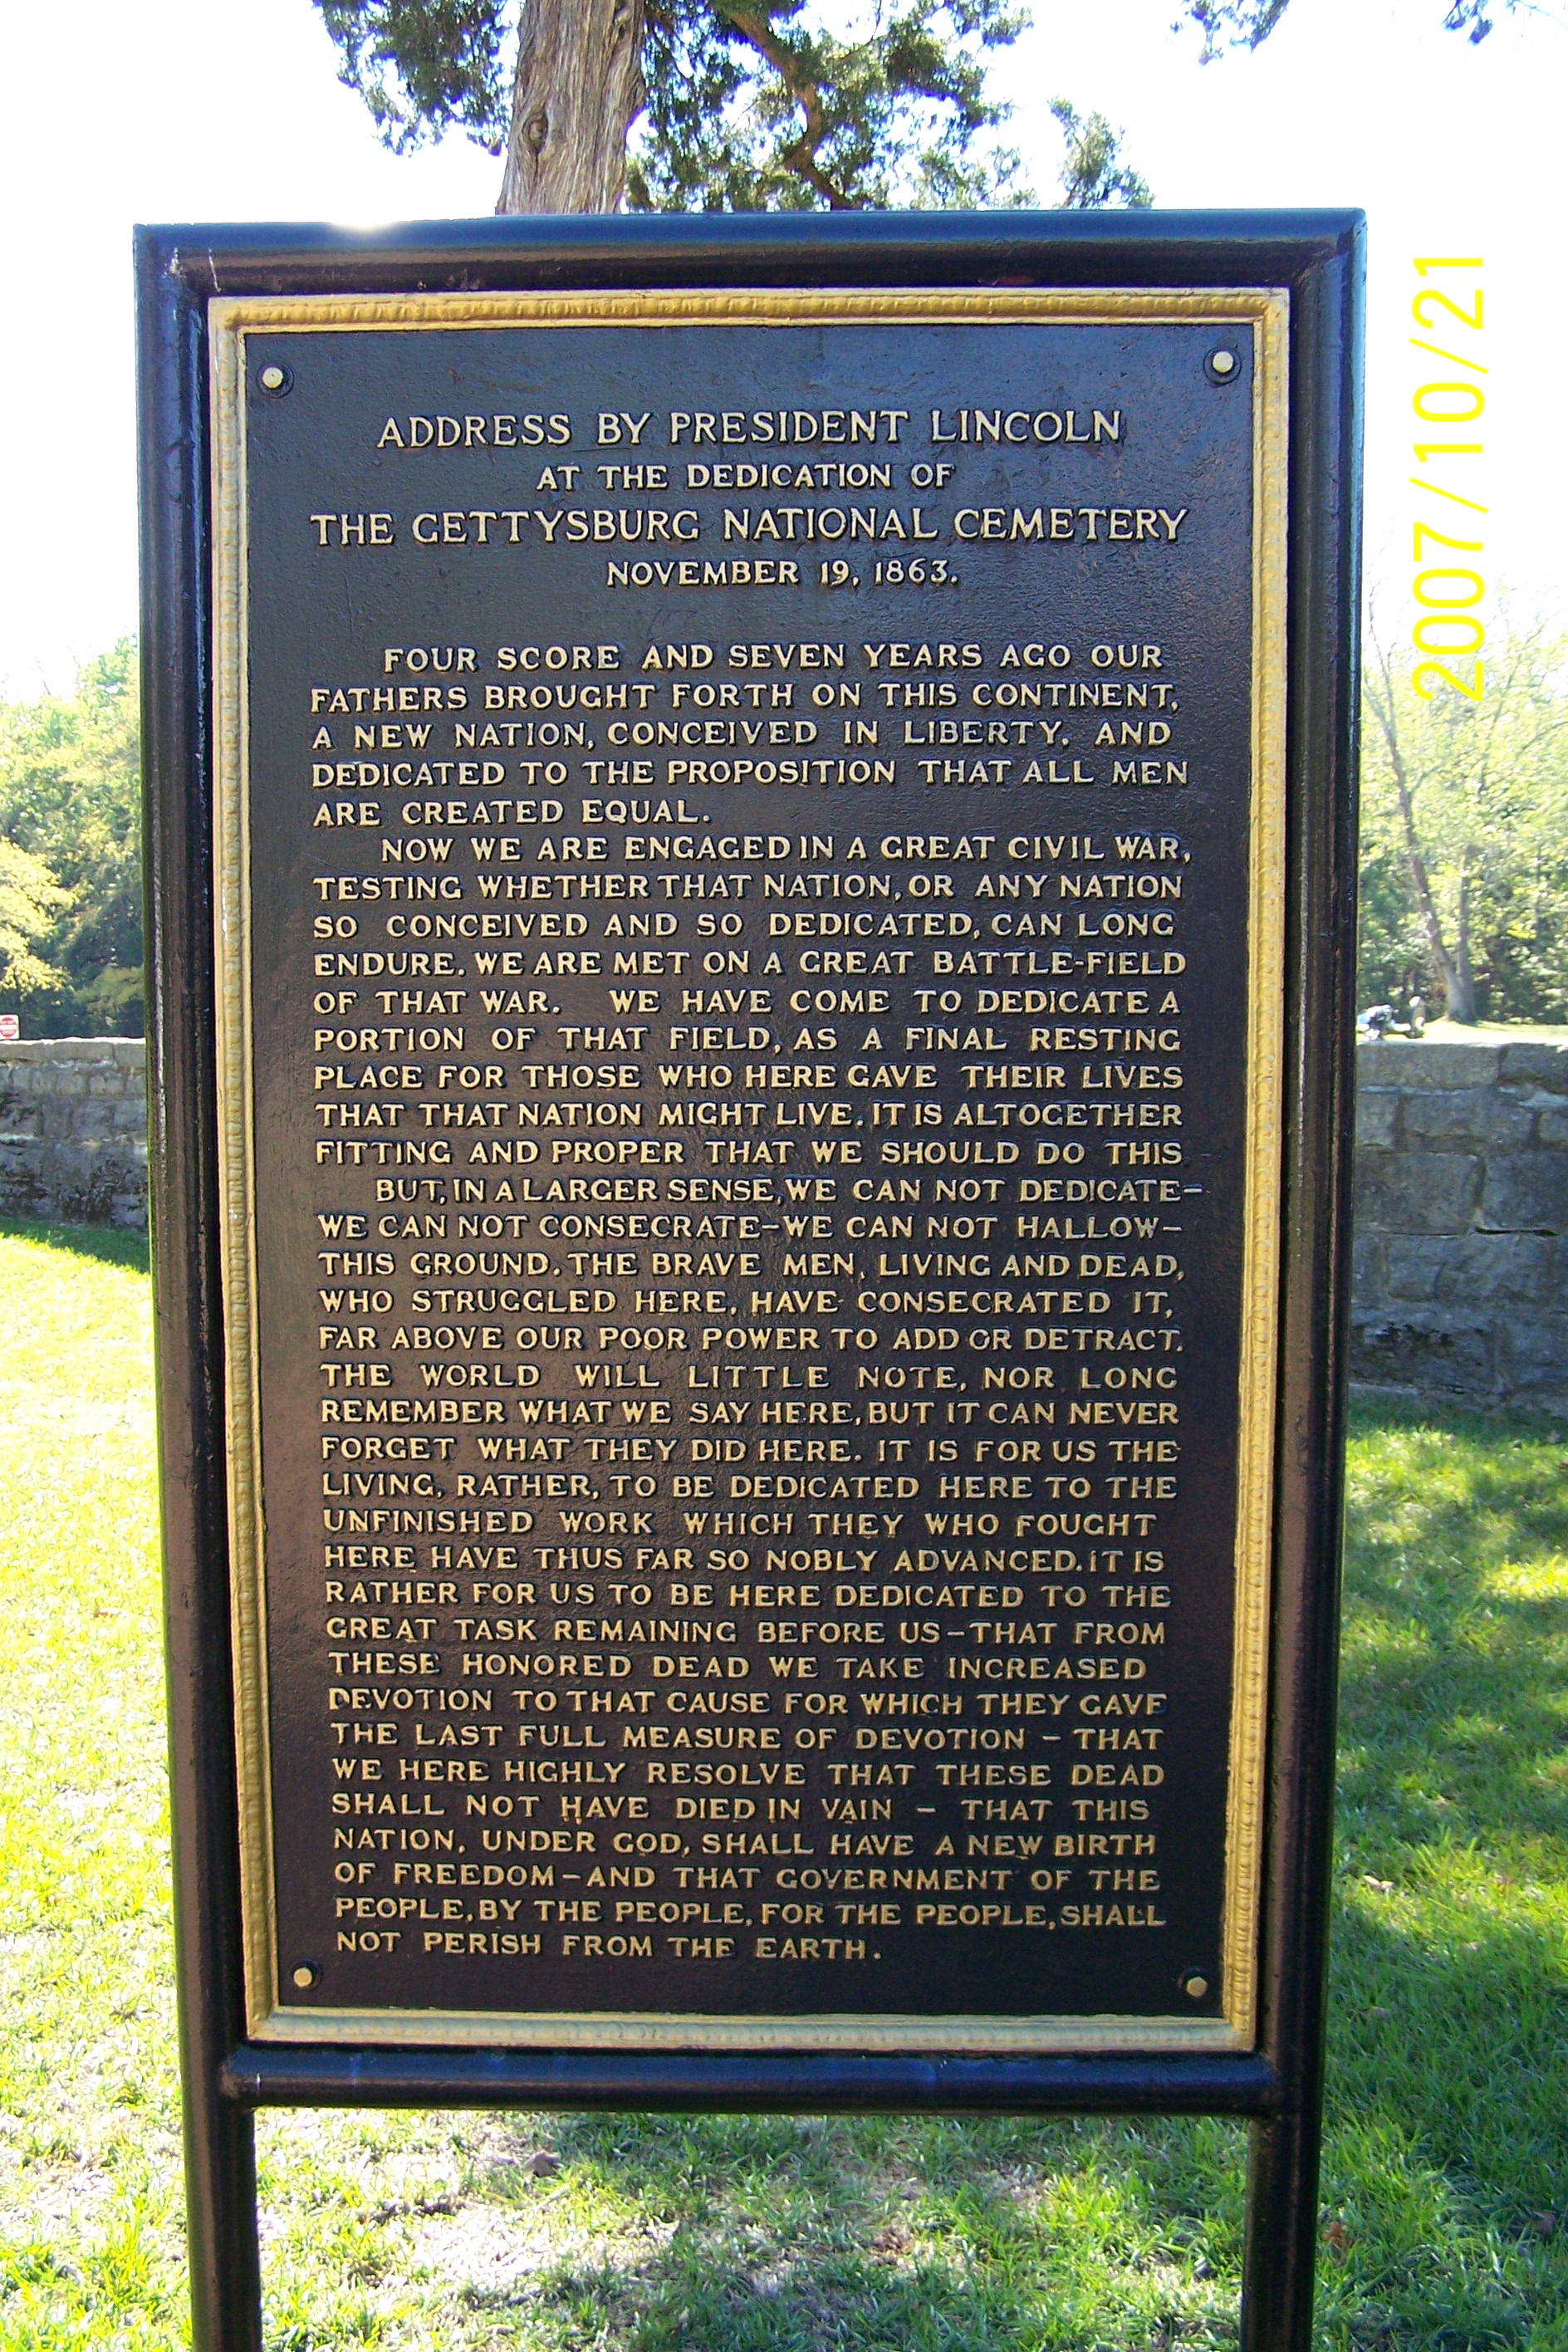 ADDRESS BY PRESIDENT LINCOLN
AT THE DEDICATION OF
THE GETTYSBURG NATIONAL CEMETERY
NOVEMBER 19, 1863.
FOUR SCORE AND SEVEN YEARS AGO OUR
FATHERS BROUGHT FORTH ON THIS CONTINENT,
A NEW NATION, CONCEIVED IN LIBERTY, AND
DEDICATED TO THE PROPOSITION THAT ALL MEN
ARE CREATED EQUAL.
NOW WE ARE ENGAGED IN A GREAT CIVIL WAR,
TESTING WHETHER THAT NATION, OR ANY NATION
SO CONCEIVED AND SO DEDICATED, CAN LONG
ENDURE. WE ARE MET ON A GREAT BATTLE-FIELD
OF THAT WAR. WE HAVE COME TO DEDICATE A
PORTION OF THAT FIELD, AS A FINAL RESTING
PLACE FOR THOSE WHO HERE GAVE THEIR LIVES
THAT THAT NATION MIGHT LIVE. IT IS ALTOGETHER
FITTING AND PROPER THAT WE SHOULD DO THIS
BUT, IN A LARGER SENSE, WE CAN NOT DEDICATE—
WE CAN NOT CONSECRATE—WE CAN NOT HALLOW—
THIS GROUND. THE BRAVE MEN, LIVING AND DEAD,
WHO STRUGGLED HERE, HAVE CONSECRATED IT,
FAR ABOVE OUR POOR POWER TO ADD OR DETRACT.
THE WORLD WILL LITTLE NOTE, NOR LONG
REMEMBER WHAT WE SAY HERE, BUT IT CAN NEVER
FORGET WHAT THEY DID HERE. IT IS FOR US THE
LIVING, RATHER, TO BE DEDICATED HERE TO THE
UNFINISHED WORK WHICH THEY WHO FOUGHT
HERE HAVE THUS FAR SO NOBLY ADVANCED. IT IS
RATHER FOR US TO BE HERE DEDICATED TO THE
GREAT TASK REMAINING BEFORE US—THAT FROM
THESE HONORED DEAD WE TAKE INCREASED
DEVOTION TO THAT CAUSE FOR WHICH THEY GAVE
THE LAST FULL MEASURE OF DEVOTION — THAT
WE HERE HIGHLY RESOLVE THAT THESE DEAD
SHALL NOT HAVE DIED IN VAIN — THAT THIS
NATION, UNDER GOD, SHALL HAVE A NEW BIRTH
OF FREEDOM—AND THAT GOVERNMENT OF THE
PEOPLE, BY THE PEOPLE, FOR THE PEOPLE, SHALL
NOT PERISH FROM THE EARTH.
2007/10/21